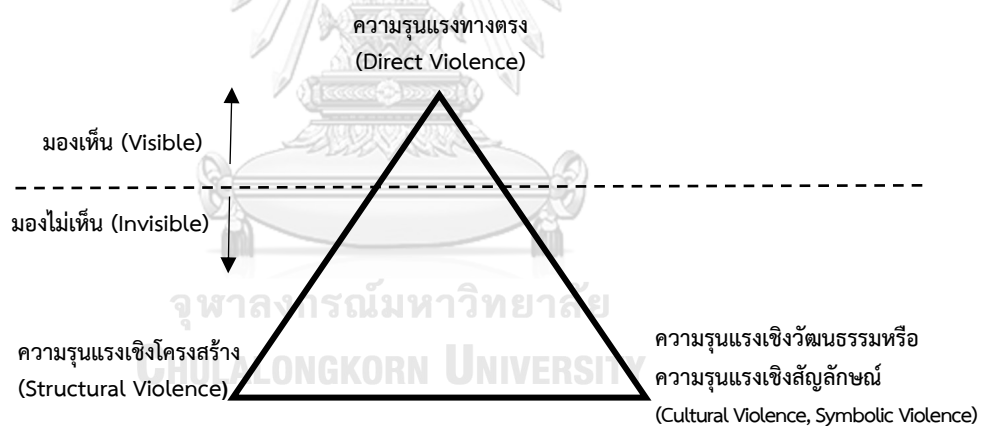 ความรุนแรงทางตรง
(Direct Violence)
มองเห็น (Visible)
มองไม่เห็น (Invisible)
จุฬาลงกรณ์มหาวิทยาลัย
CHULALONGKORN UNIVERSITY
ความรุนแรงเชิงโครงสร้าง
(Structural Violence)
ความรุนแรงเชิงวัฒนธรรมหรือ
ความรุนแรงเชิงสัญลักษณ์
(Cultural Violence, Symbolic Violence)